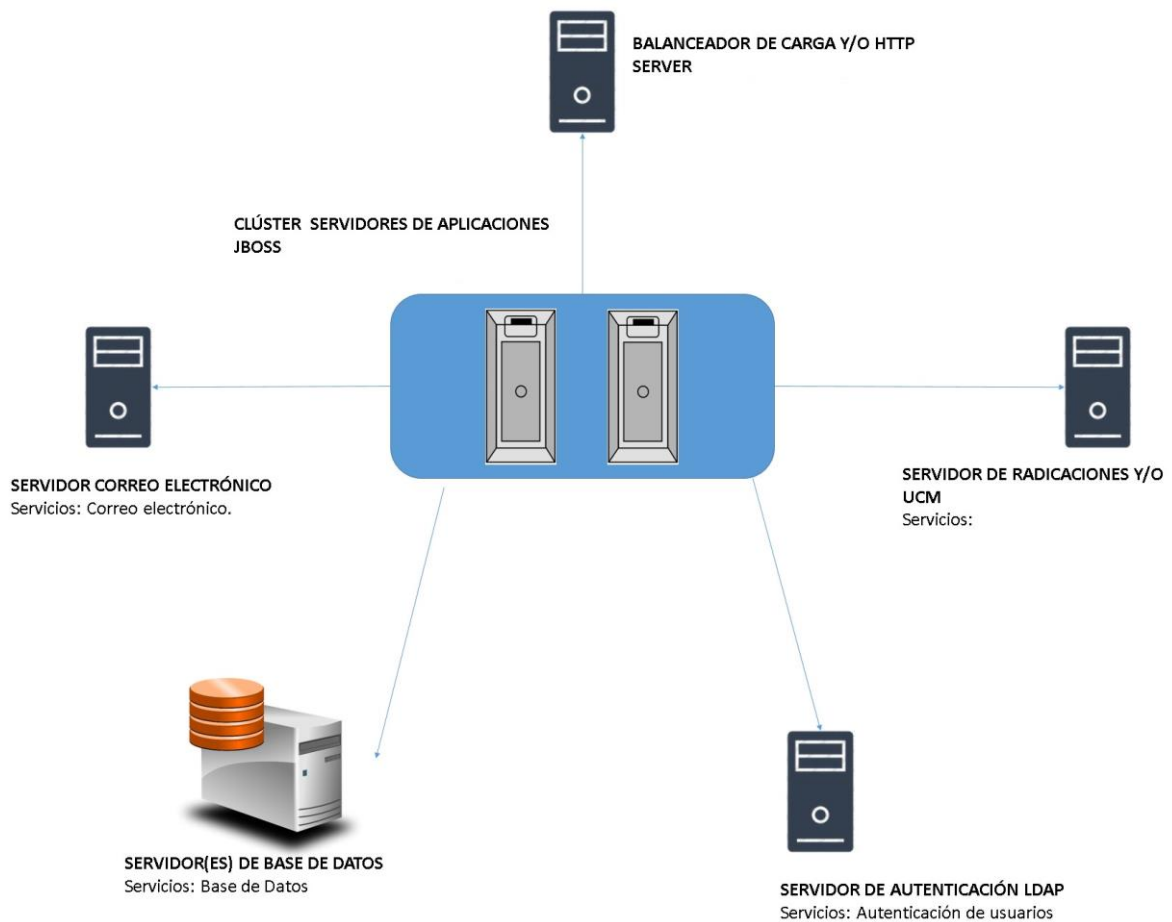 BALANCEADOR DE CARGA Y/O HTTP
SERVER
CLÚSTER SERVIDORES DE APLICACIONES
JBOSS
SERVIDOR CORREO ELECTRÓNICO
Servicios: Correo electrónico.
SERVIDOR DE RADICACIONES Y/O
UCM
Servicios:
SERVIDOR(ES) DE BASE DE DATOS
Servicios: Base de Datos
SERVIDOR DE AUTENTICACIÓN LDAP
Servicios: Autenticación de usuarios